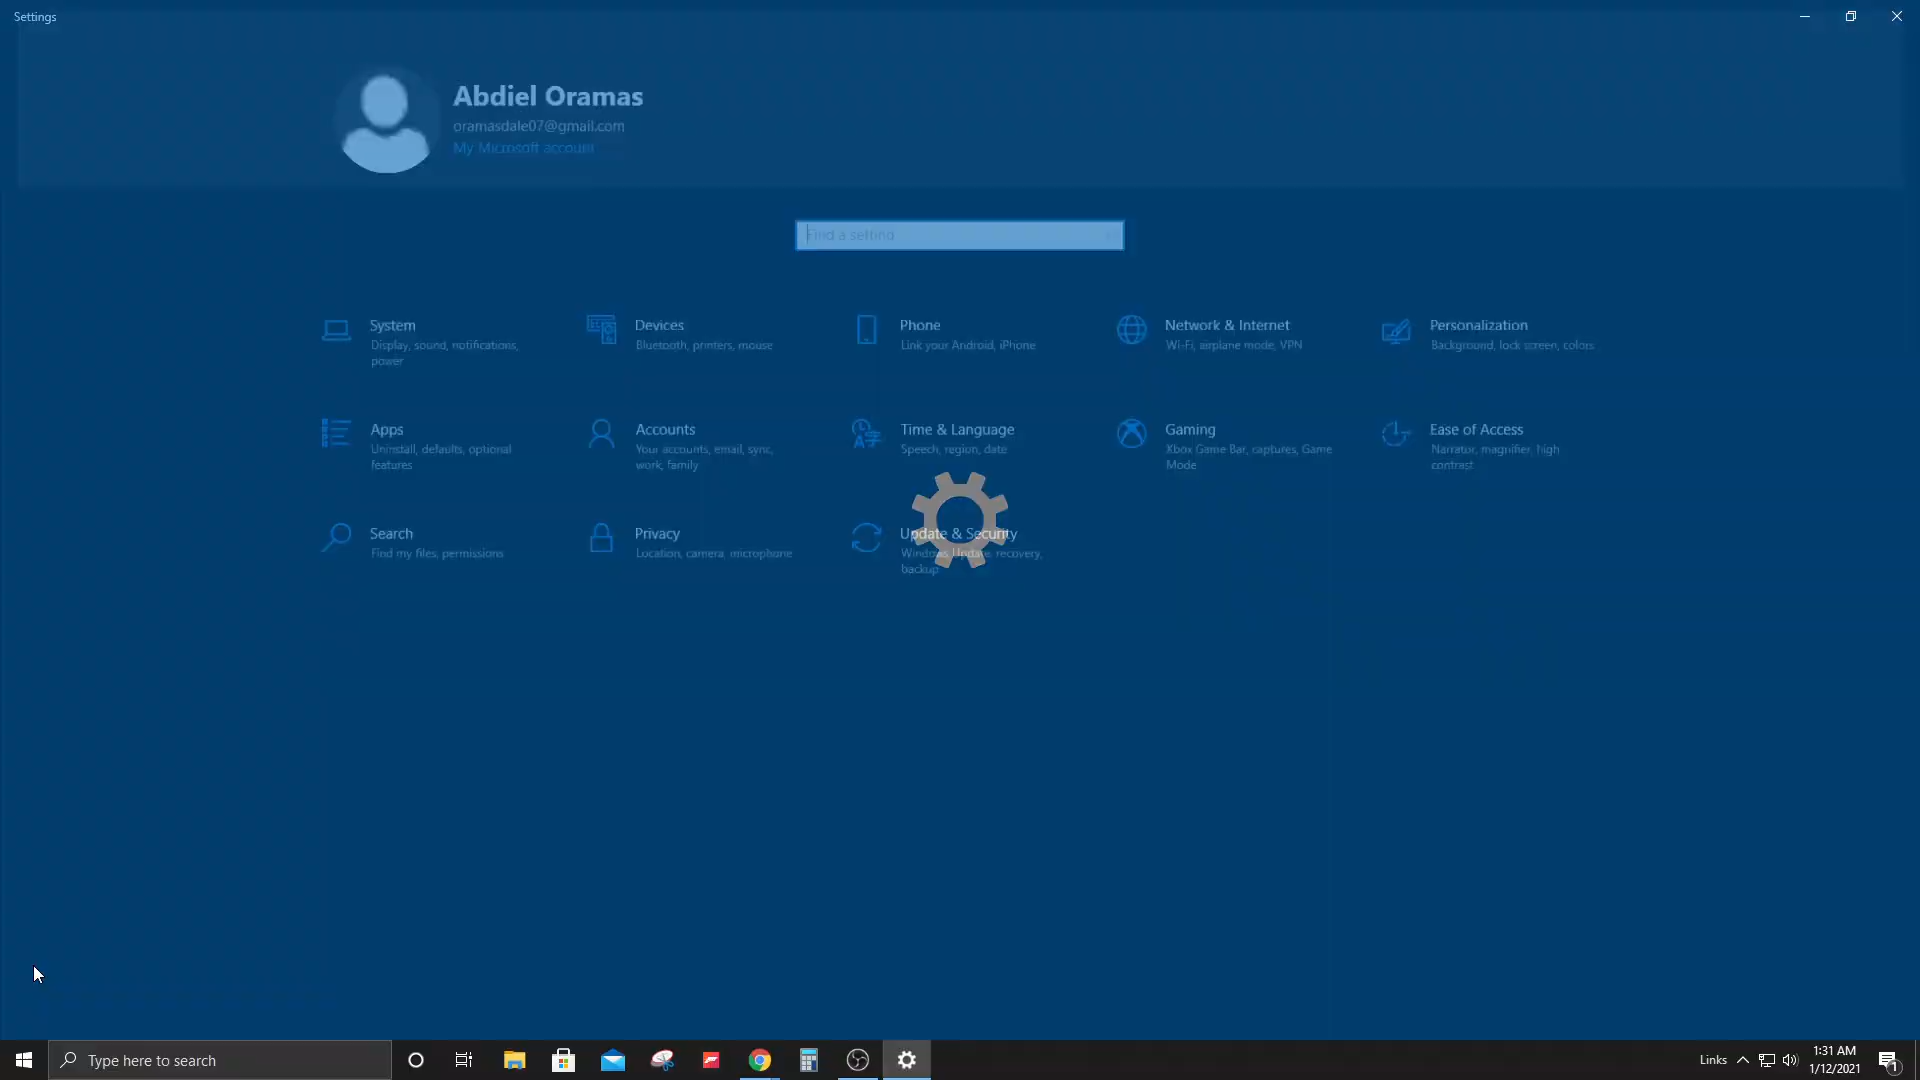 Settings
Abdiel Oramas
oramasdale07@gmail.com
My Microsoft account
Find a setting
System
Display, sound, notifications,
power
Devices
Bluetooth, printers, mouse
Phone
Link your Android, iPhone
Network & Internet
Wi-Fi, airplane mode, VPN
Personalization
Background, lock screen, colors
Apps
Uninstall, defaults, optional
features
Accounts
Your accounts, email, sync,
work, family
Time & Language
Speech, region, date
Gaming
Xbox Game Bar, captures, Game
Mode
Ease of Access
Narrator, magnifier, high
contrast
Search
Find my files, permissions
Privacy
Location, camera, microphone
Update & Security
Windows Update, recovery,
backup
Type here to search
Links
1:31 AM
1/12/2021
1